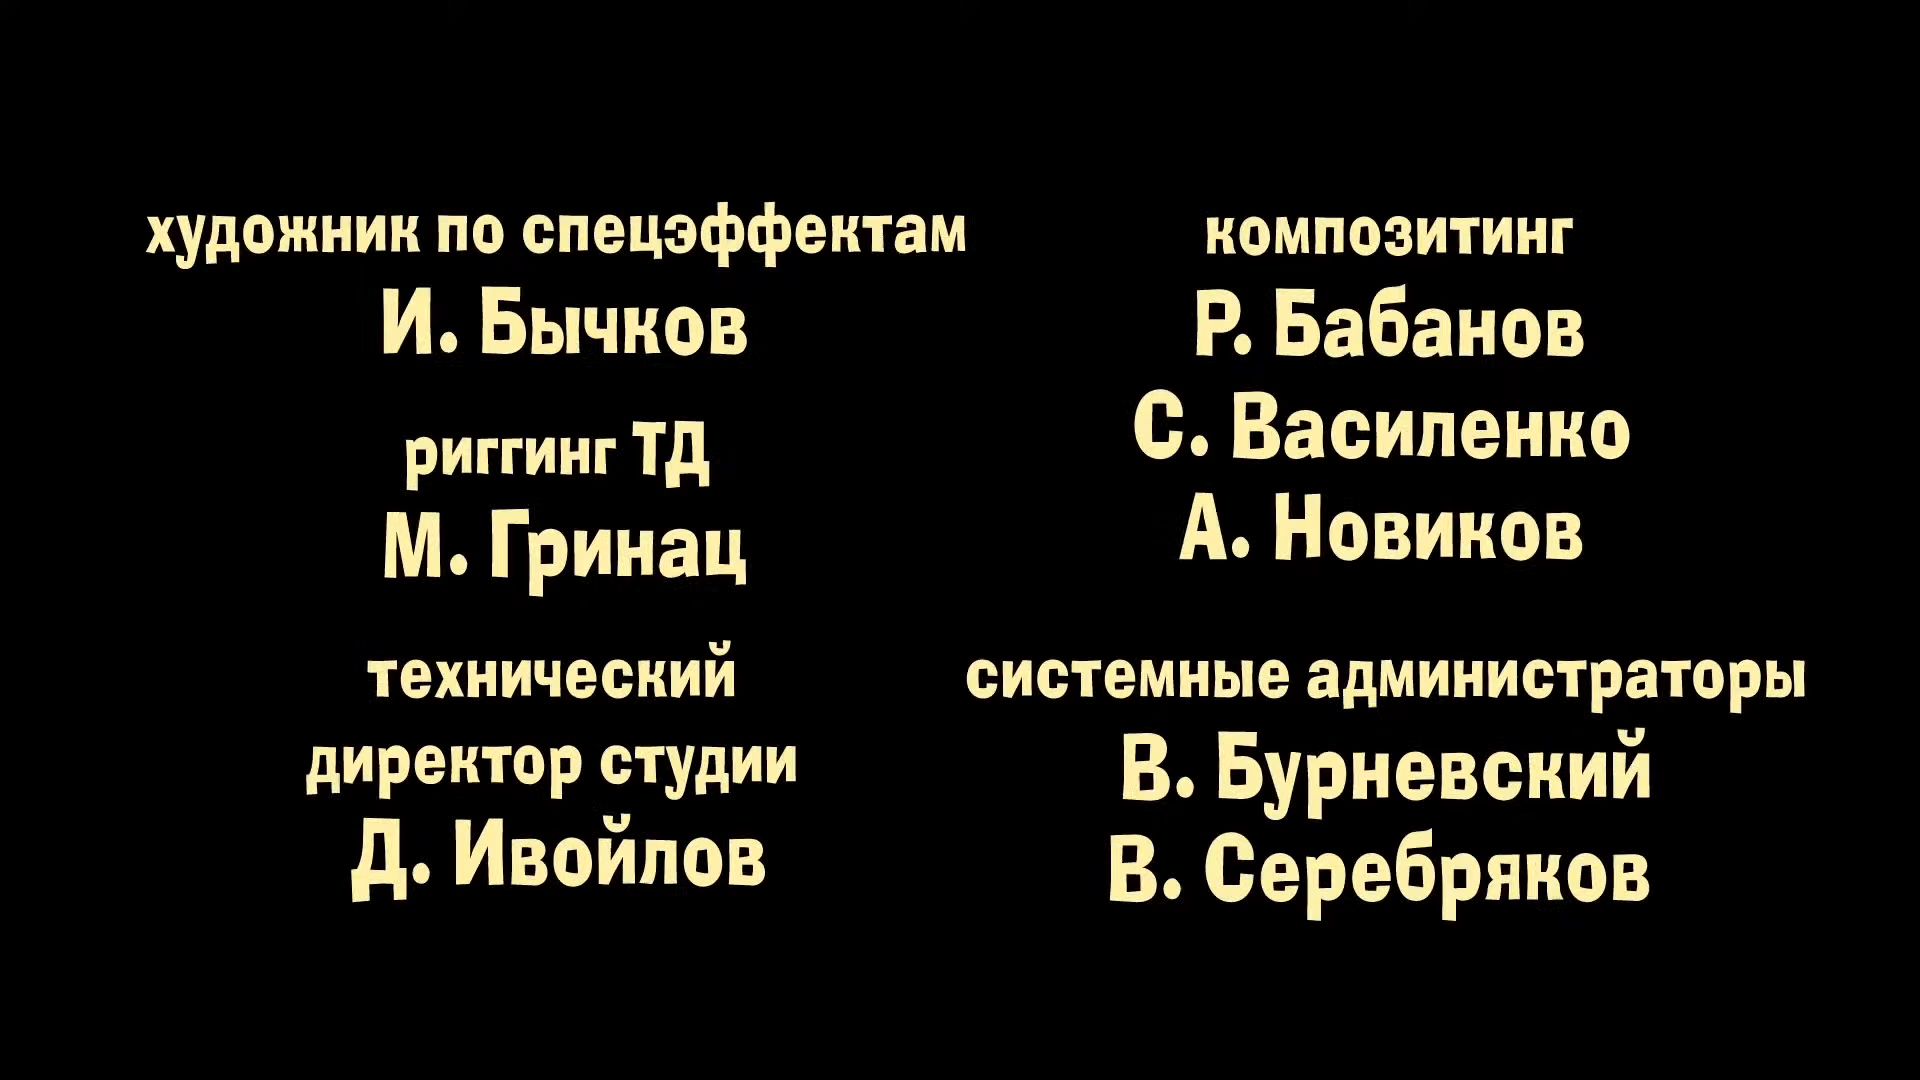 художник по спецэффектам
И. Бычков
риггинг ТД
М. Гринац
технический
директор студии
Д. Ивойлов
композитинг
Р. Бабанов
С. Василенко
А. Новиков
системные администраторы
В. Бурневский
В. Серебряков